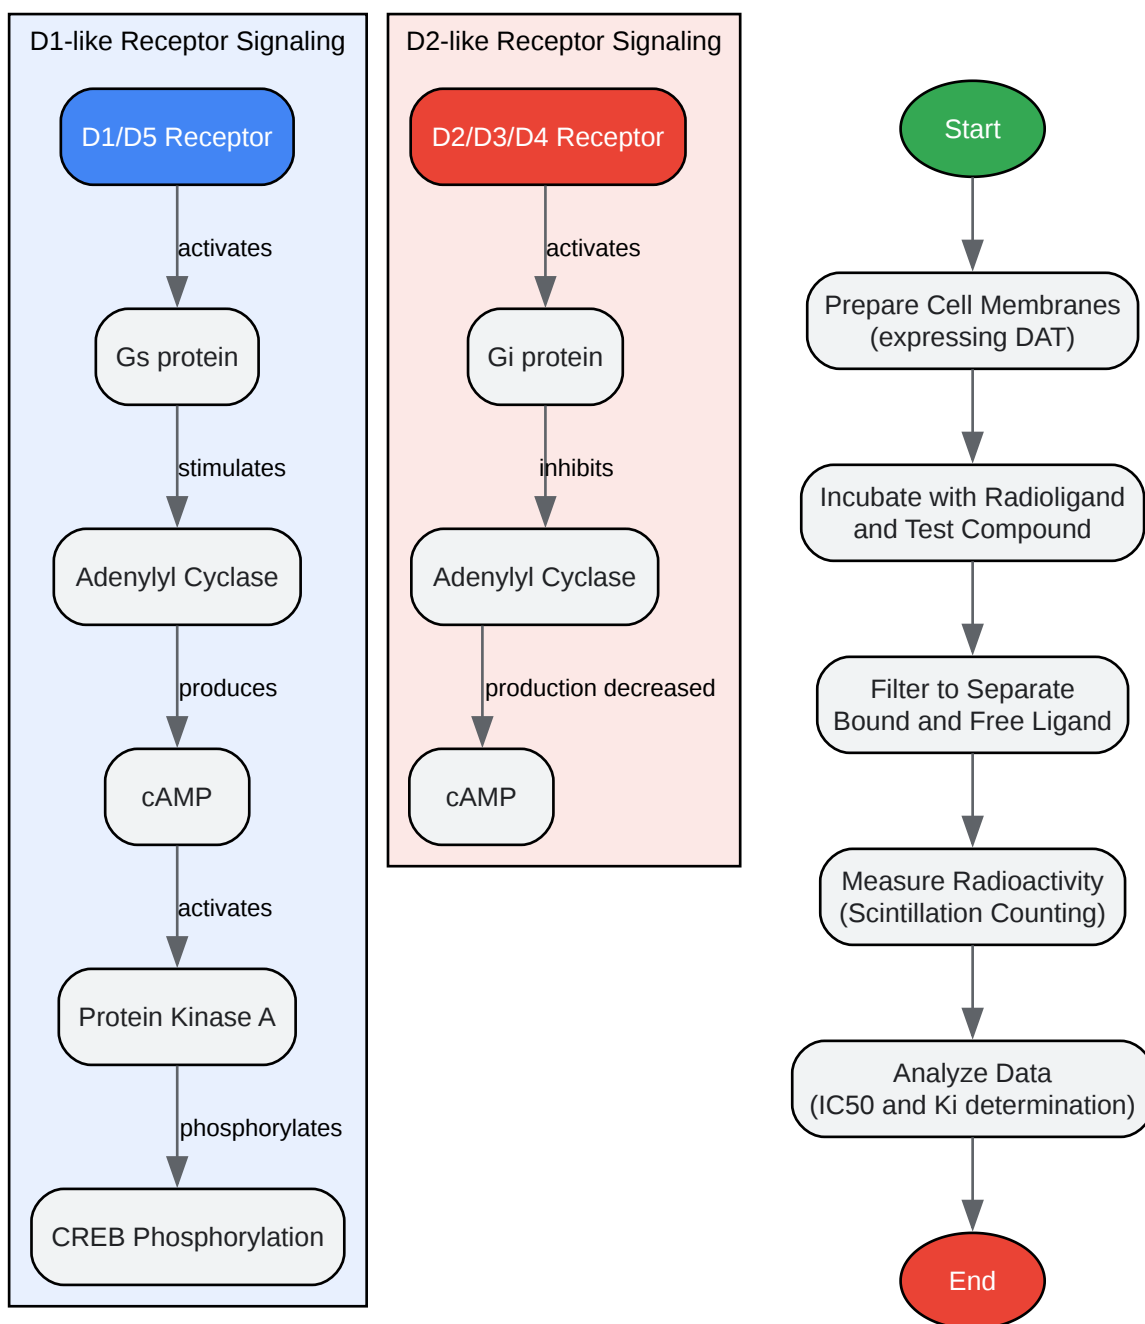 D1-like Receptor Signaling
D1/D5 Receptor
activates
Gs protein
stimulates
Adenylyl Cyclase
produces
cAMP
activates
Protein Kinase A
phosphorylates
CREB Phosphorylation
D2-like Receptor Signaling
D2/D3/D4 Receptor
activates
Gi protein
inhibits
Adenylyl Cyclase
production decreased
cAMP
Start
Prepare Cell Membranes
(expressing DAT)
Incubate with Radioligand
and Test Compound
Filter to Separate
Bound and Free Ligand
Measure Radioactivity
(Scintillation Counting)
Analyze Data
(IC50 and Ki determination)
End